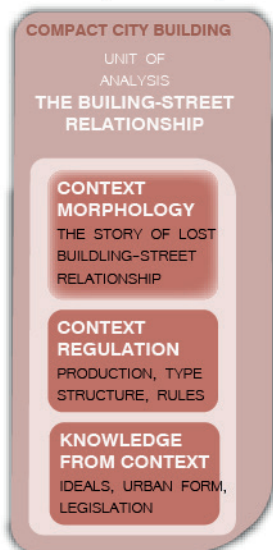 COMPACT CITY BUILDING
UNIT OF
ANALYSIS
THE BUILING-STREET
RELATIONSHIP
CONTEXT
MORPHOLOGY
THE STORY OF LOST
BUILDLING-STREET
RELATIONSHIP
CONTEXT
REGULATION
PRODUCTION, TYPE
STRUCTURE, RULES
KNOWLEDGE
FROM CONTEXT
IDEALS, URBAN FORM,
LEGISLATION